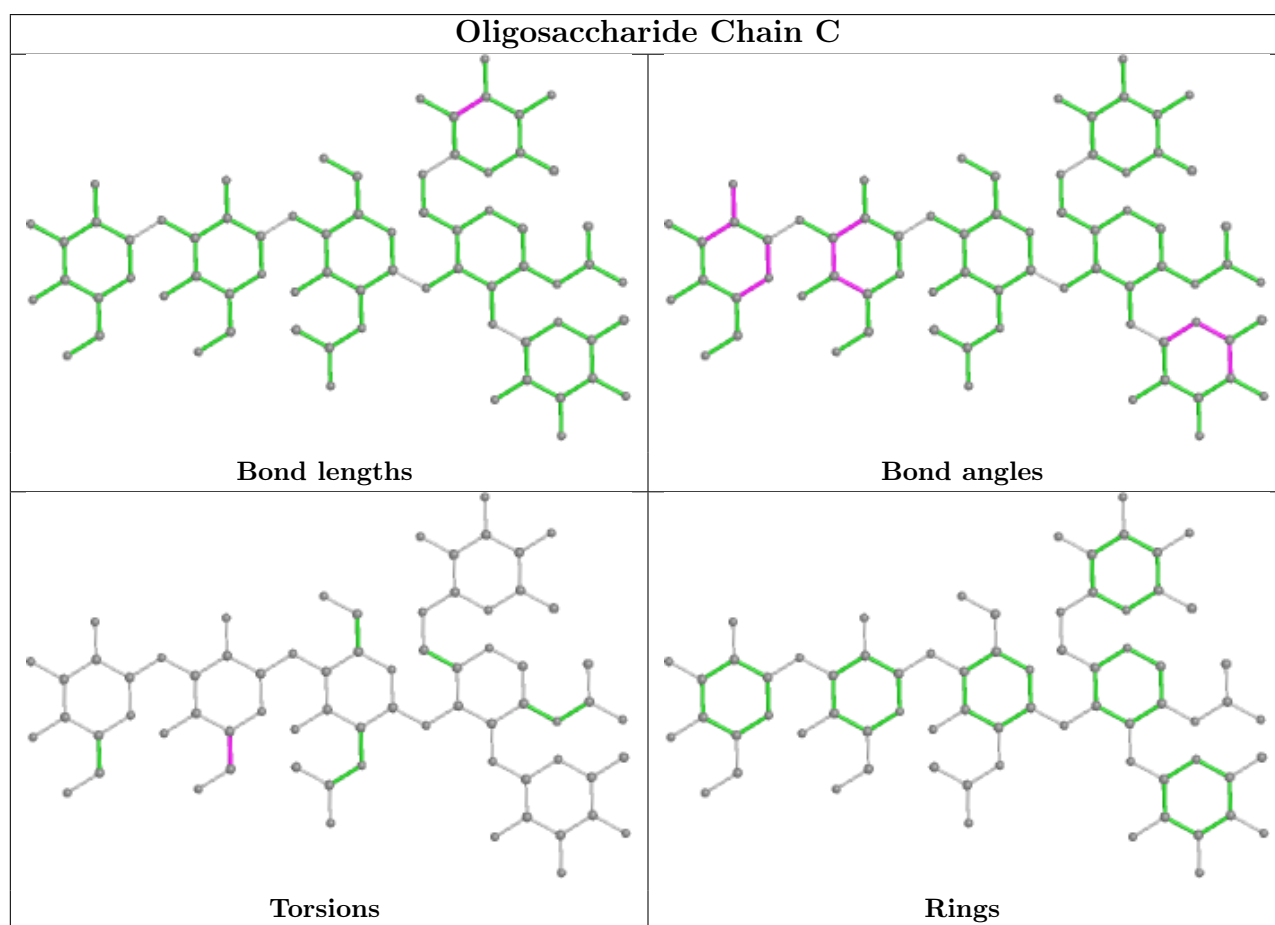 Oligosaccharide Chain C
Bond lengths
Bond angles
Torsions
Rings